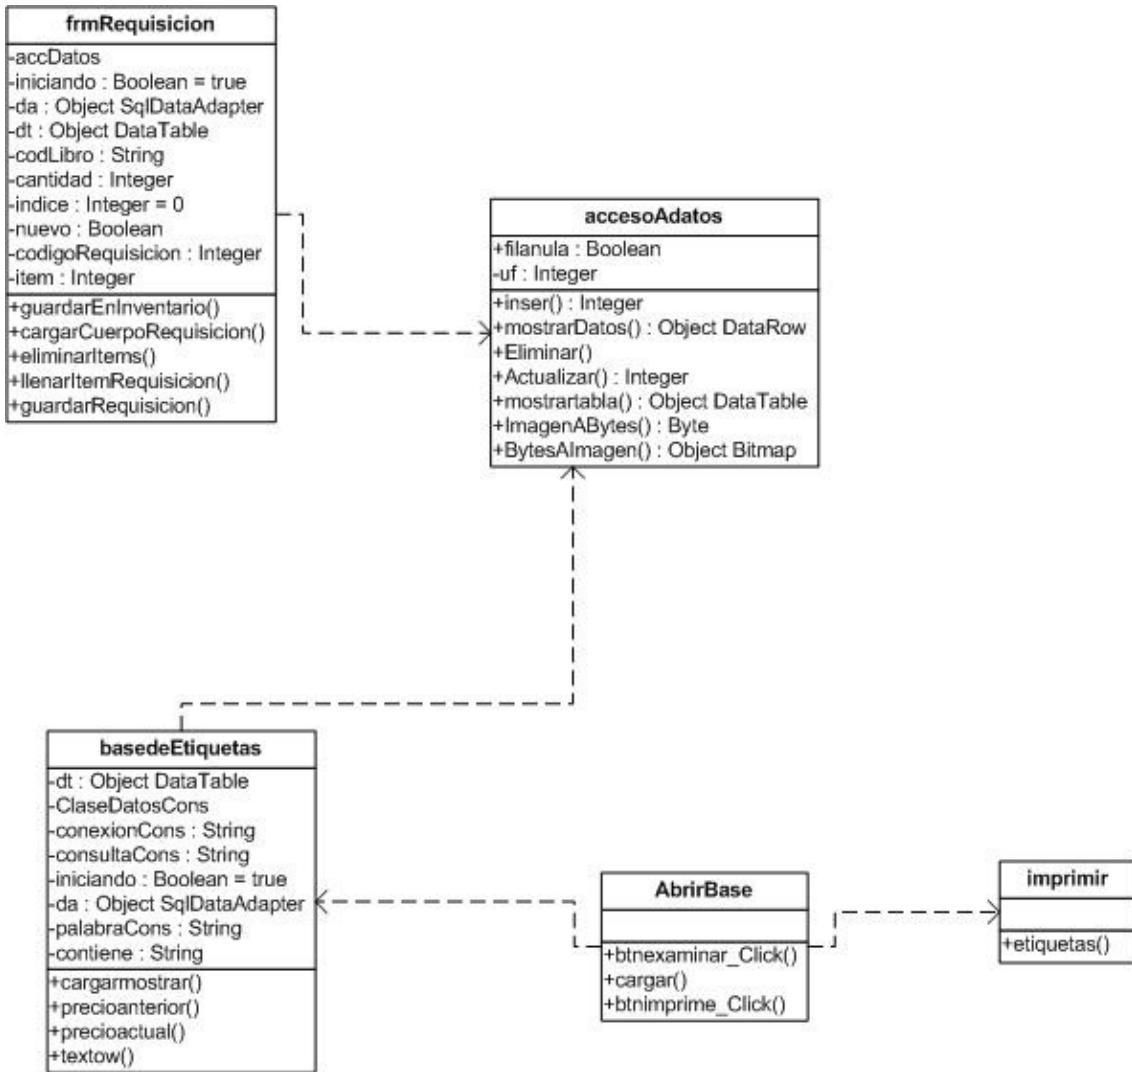 frmRequisicion
-accDatos
-iniciando : Boolean = true
-da : Object SqlDataAdapter
-dt : Object DataTable
-codLibro : String
-cantidad : Integer
-indice : Integer = 0
-nuevo : Boolean
-codigoRequisicion : Integer
-item : Integer
+guardarEnInventario()
+cargarCuerpoRequisicion()
+eliminarItems()
+llenarItemRequisicion()
+guardarRequisicion()
accesoAdatos
+filanula : Boolean
-uf : Integer
+inser() : Integer
+mostrarDatos() : Object DataRow
+Eliminar()
+Actualizar() : Integer
+mostrartabla() : Object DataTable
+ImagenABytes() : Byte
+BytesAImagen() : Object Bitmap
basedeEtiquetas
-dt : Object DataTable
-ClaseDatosCons
-conexionCons : String
-consultaCons : String
-iniciando : Boolean = true
-da : Object SqlDataAdapter
-palabraCons : String
-contiene : String
+cargarmostrar()
+precioanterior()
+precioactual()
+textow()
AbrirBase
+btnexaminar_Click()
+cargar()
+btnimprime_Click()
imprimir
+etiquetas()